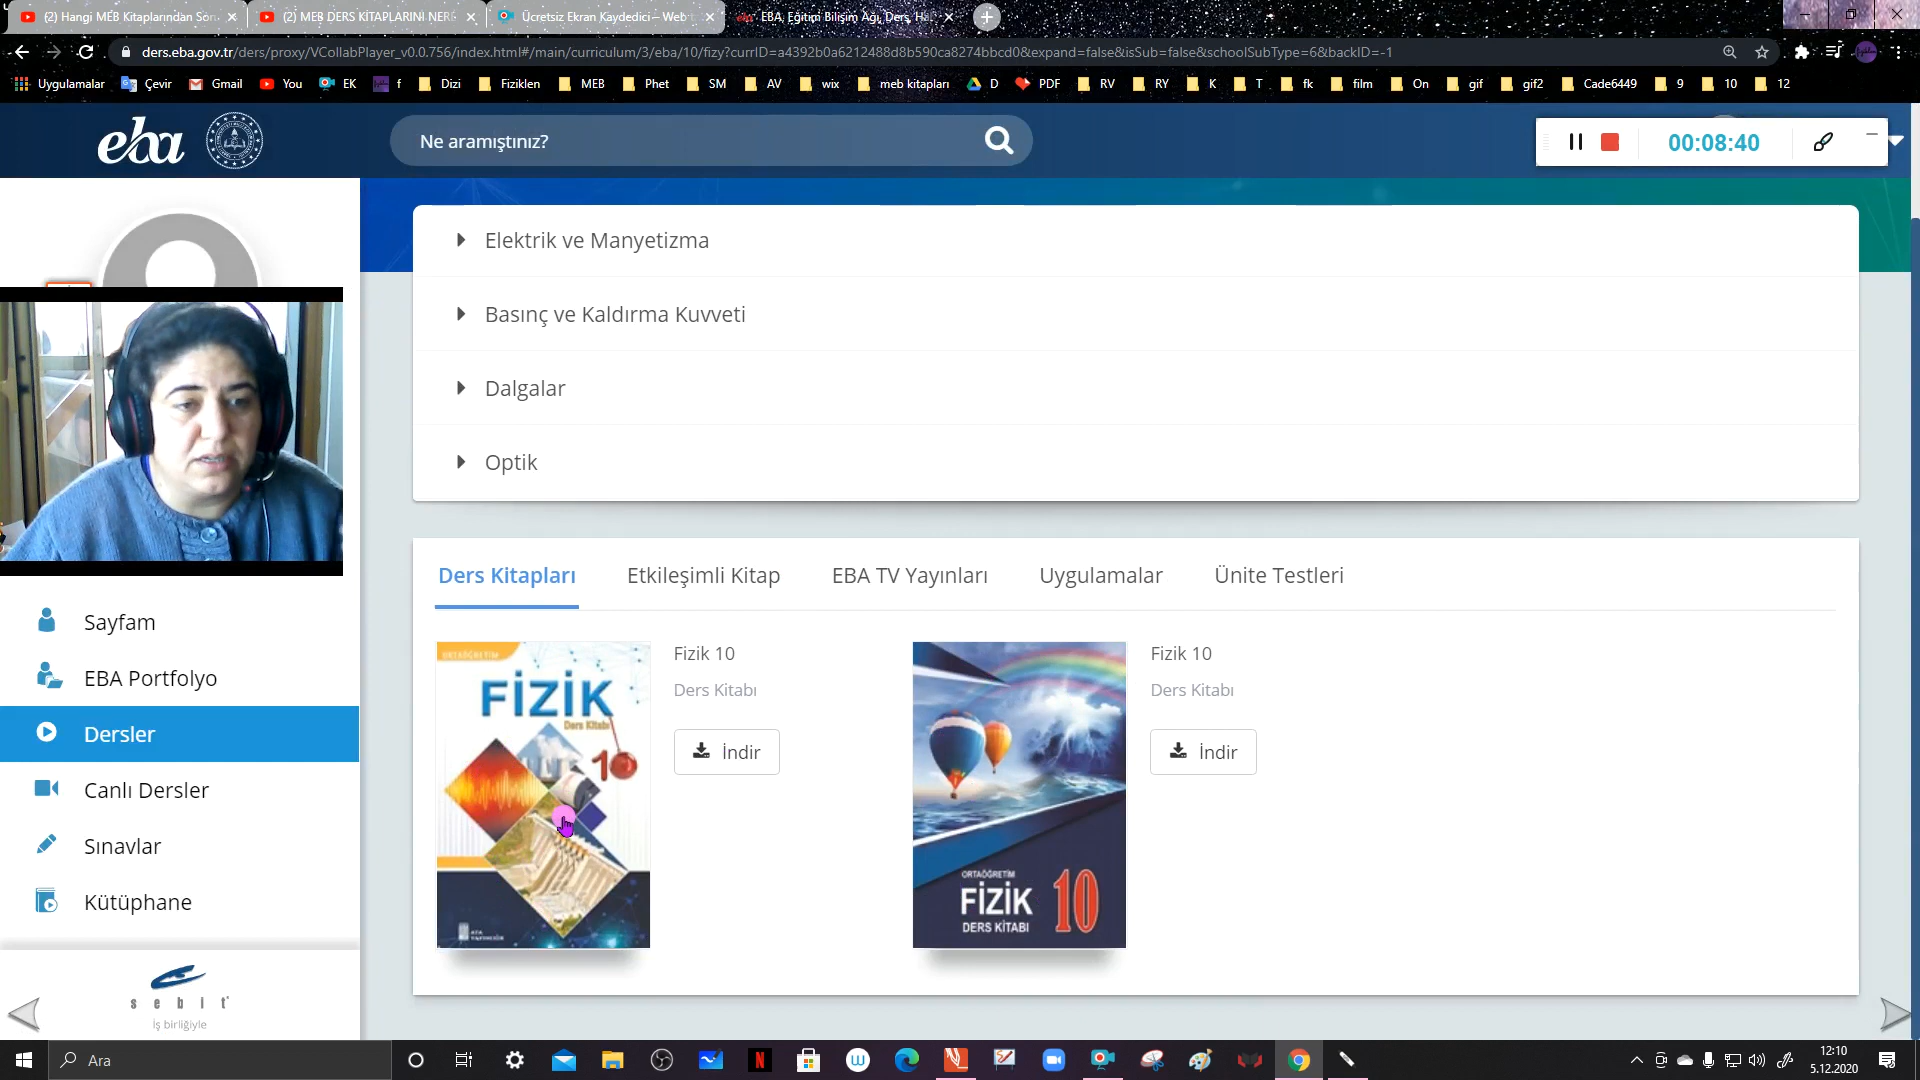 (2) Hangi MEB Kitaplarından Son
(2) MEB DERS KİTAPLARINI NERE
Ücretsiz Ekran Kaydedici – Web t
EBA, Eğitim Bilişim Ağı, Ders, Ha
ders.eba.gov.tr/ders/proxy/VCollabPlayer_v0.0.756/index.html#/main/curriculum/3/eba/10/fizy?currID=a4392b0a6212488d8b590ca8274bbcd0&expand=false&isSub=false&schoolSubType=6&backID=-1
Uygulamalar Çevir Gmail You EK f Dizi Fiziklen MEB Phet SM AV wix meb kitapları D PDF RV RY K T fk film On gif gif2 Cade6449 9 10 12
eba
Ne aramıştınız?
00:08:40
Elektrik ve Manyetizma
Basınç ve Kaldırma Kuvveti
Dalgalar
Optik
Ders Kitapları Etkileşimli Kitap EBA TV Yayınları Uygulamalar Ünite Testleri
Sayfam
EBA Portfolyo
Dersler
Canlı Dersler
Sınavlar
Kütüphane
sebit
İş birliğiyle
ORTAÖĞRETİM
FİZİK
Ders Kitabı
10
Fizik 10
Ders Kitabı
İndir
ORTAÖĞRETİM
FİZİK 10
DERS KİTABI
Fizik 10
Ders Kitabı
İndir
Ara
12:10
5.12.2020